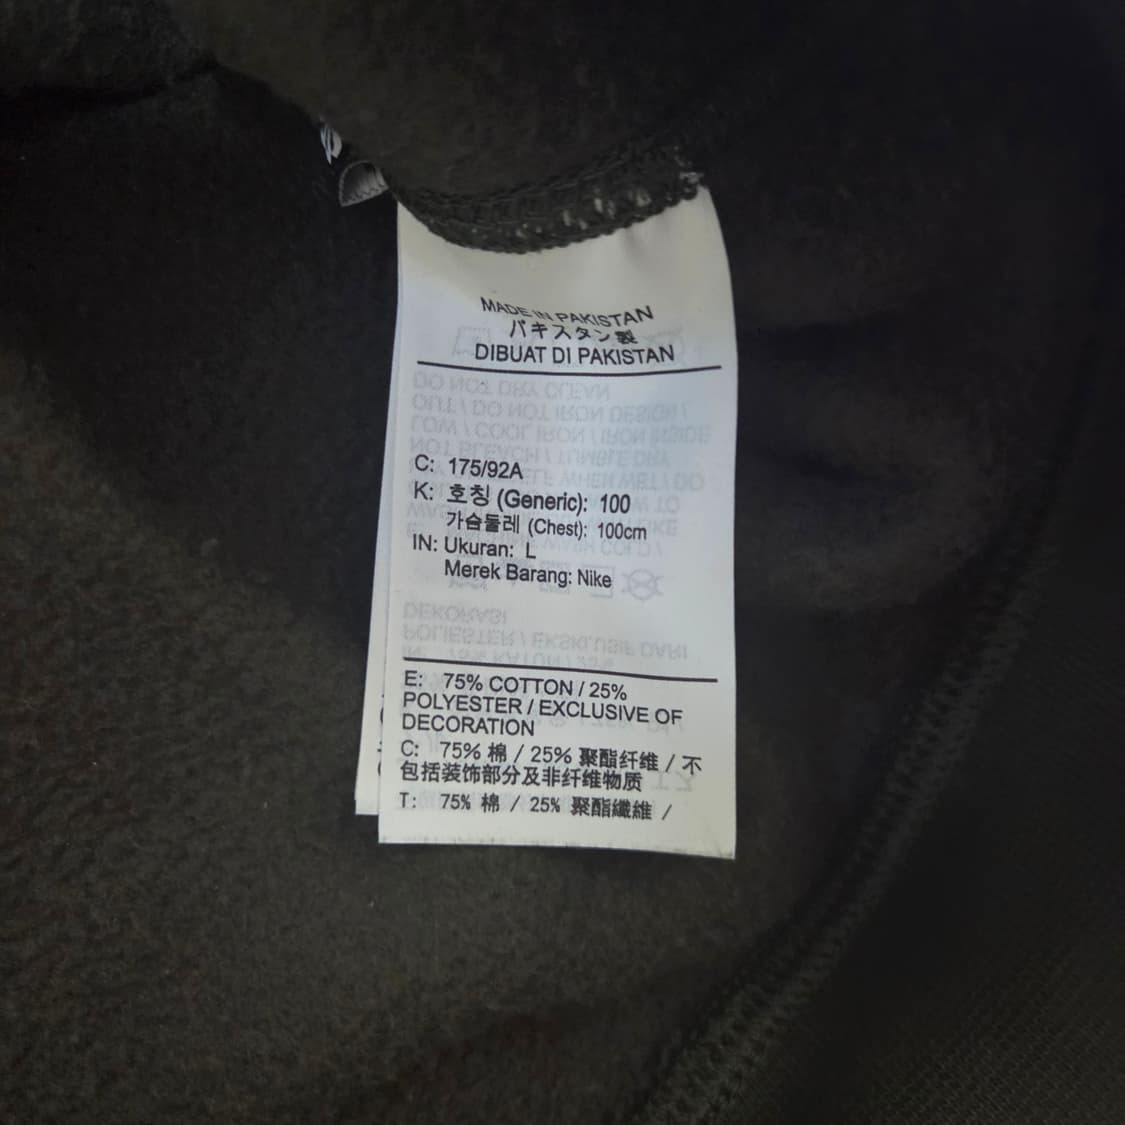 MADE IN PAKISTAN
パキスタン製
DIBUAT DI PAKISTAN
C: 175/92A
K: 호칭 (Generic): 100
가슴둘레 (Chest): 100cm
IN: Ukuran: L
Merek Barang: Nike
E: 75% COTTON / 25%
POLYESTER / EXCLUSIVE OF
DECORATION
C: 75% 棉 / 25% 聚酯纤维 / 不
包括装饰部分及非纤维物质
T: 75% 棉 / 25% 聚酯纖維 /